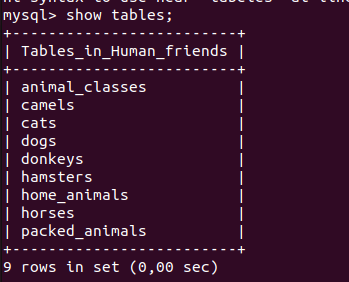 mysql> show tables;
+-------------------------+
| Tables_in_Human_friends |
+-------------------------+
| animal_classes          |
| camels                  |
| cats                    |
| dogs                    |
| donkeys                 |
| hamsters                |
| home_animals            |
| horses                  |
| packed_animals          |
+-------------------------+
9 rows in set (0,00 sec)